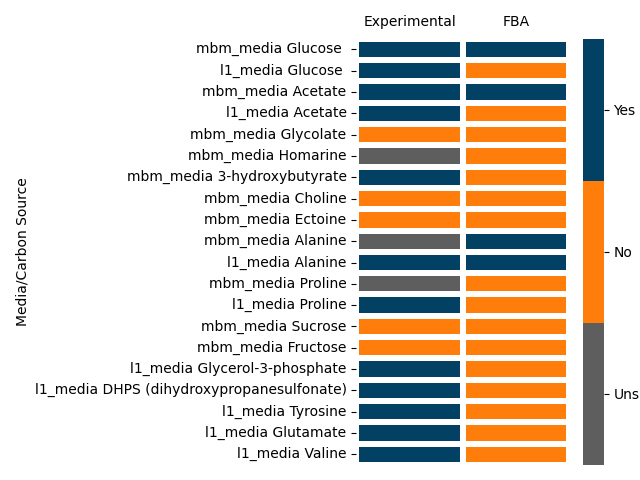 Experimental FBA
mbm_media Glucose
l1_media Glucose
mbm_media Acetate
l1_media Acetate
mbm_media Glycolate
mbm_media Homarine
mbm_media 3-hydroxybutyrate
mbm_media Choline
mbm_media Ectoine
mbm_media Alanine
l1_media Alanine
mbm_media Proline
l1_media Proline
mbm_media Sucrose
mbm_media Fructose
l1_media Glycerol-3-phosphate
l1_media DHPS (dihydroxypropanesulfonate)
l1_media Tyrosine
l1_media Glutamate
l1_media Valine
Media/Carbon Source
Yes
No
Uns